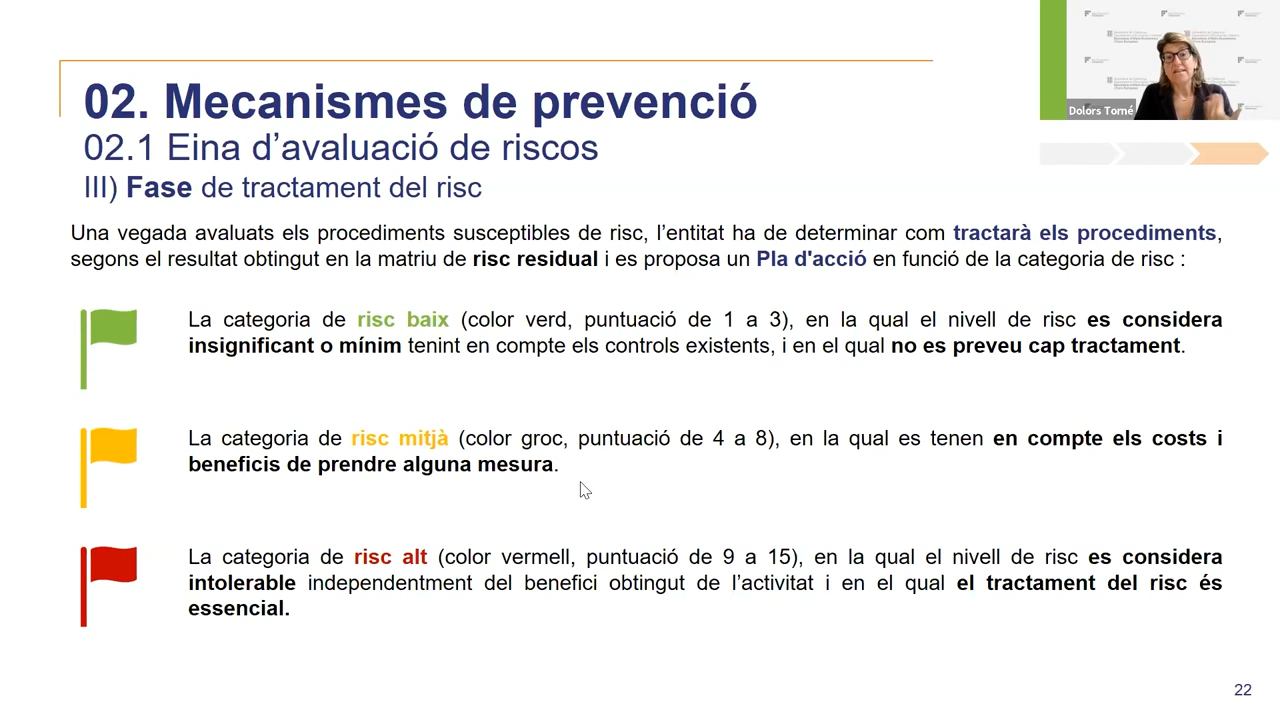 02. Mecanismes de prevenció
02.1 Eina d’avaluació de riscos
III) Fase de tractament del risc
Una vegada avaluats els procediments susceptibles de risc, l’entitat ha de determinar com tractarà els procediments,
segons el resultat obtingut en la matriu de risc residual i es proposa un Pla d'acció en funció de la categoria de risc :
La categoria de risc baix (color verd, puntuació de 1 a 3), en la qual el nivell de risc es considera
insignificant o mínim tenint en compte els controls existents, i en el qual no es preveu cap tractament.
La categoria de risc mitjà (color groc, puntuació de 4 a 8), en la qual es tenen en compte els costs i
beneficis de prendre alguna mesura.
La categoria de risc alt (color vermell, puntuació de 9 a 15), en la qual el nivell de risc es considera
intolerable independentment del benefici obtingut de l’activitat i en el qual el tractament del risc és
essencial.
Dolors Tomé
22